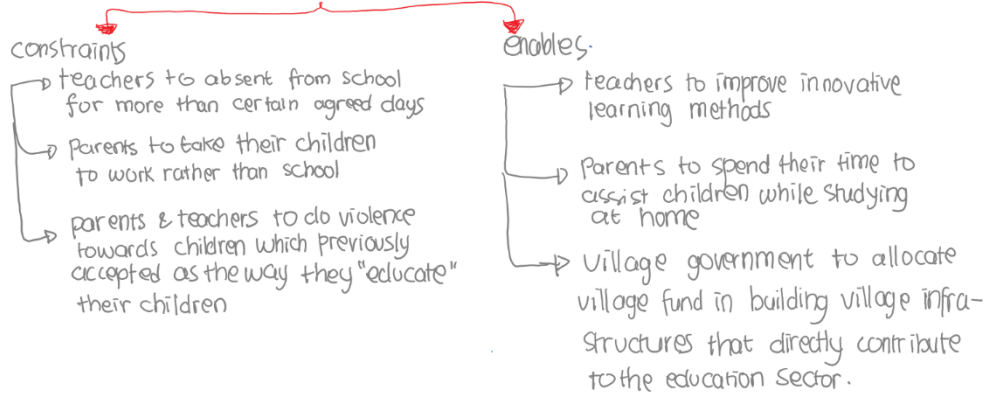 constraints
teachers to absent from school
for more than certain agreed days
parents to take their children
to work rather than school
parents & teachers to do violence
towards children which previously
accepted as the way they "educate"
their children
enables.
teachers to improve innovative
learning methods
Parents to spend their time to
assist children while studying
at home
Village government to allocate
village fund in building village infra-
structures that directly contribute
to the education sector.